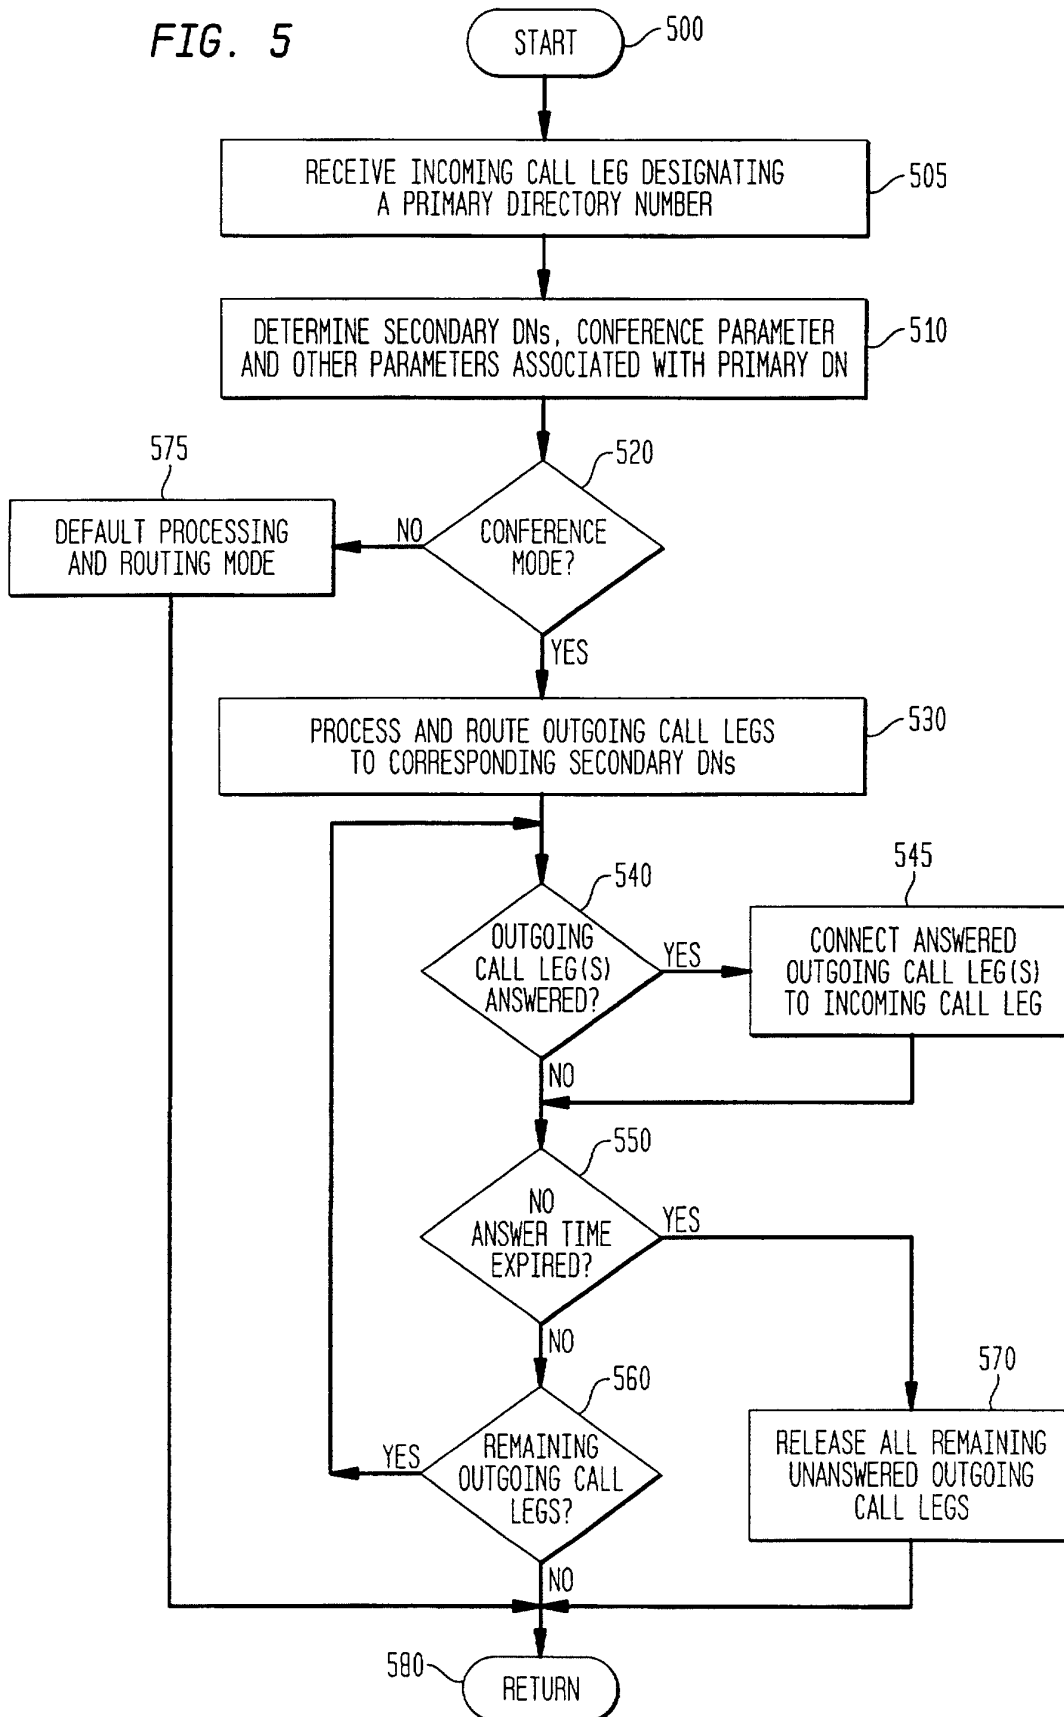 FIG. 5
START
500
RECEIVE INCOMING CALL LEG DESIGNATING
A PRIMARY DIRECTORY NUMBER
505
DETERMINE SECONDARY DNs, CONFERENCE PARAMETER
AND OTHER PARAMETERS ASSOCIATED WITH PRIMARY DN
510
575
520
DEFAULT PROCESSING
AND ROUTING MODE
NO
CONFERENCE
MODE?
YES
PROCESS AND ROUTE OUTGOING CALL LEGS
TO CORRESPONDING SECONDARY DNs
530
540
545
OUTGOING
CALL LEG(S)
ANSWERED?
YES
CONNECT ANSWERED
OUTGOING CALL LEG(S)
TO INCOMING CALL LEG
NO
550
NO
ANSWER TIME
EXPIRED?
YES
NO
560
570
YES
REMAINING
OUTGOING CALL
LEGS?
RELEASE ALL REMAINING
UNANSWERED OUTGOING
CALL LEGS
NO
580
RETURN